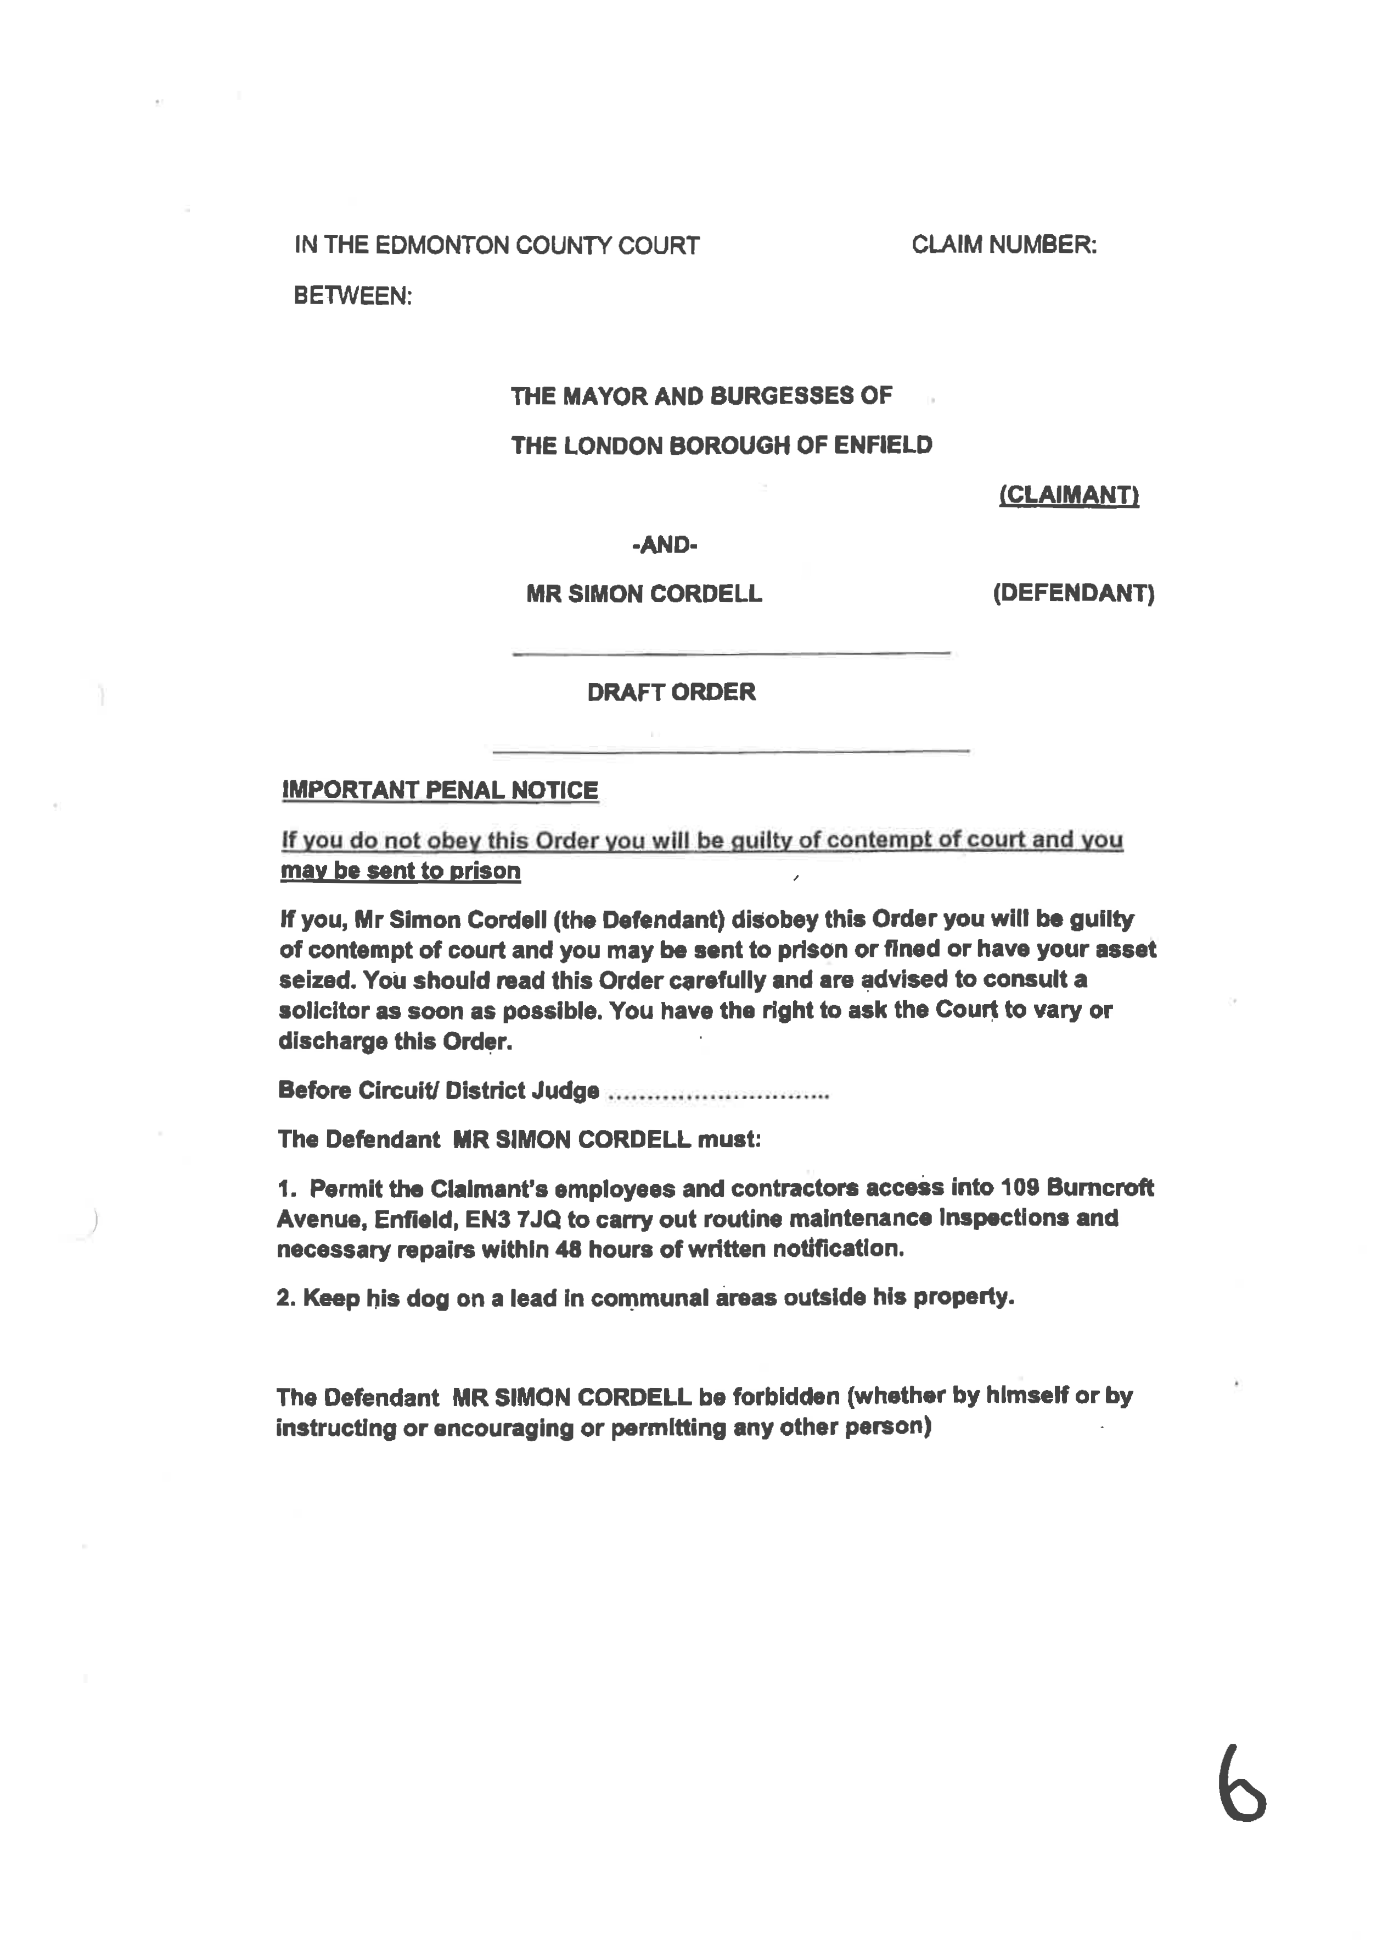 IN THE EDMONTON COUNTY COURT CLAIM NUMBER:
BETWEEN:
THE MAYOR AND BURGESSES OF
THE LONDON BOROUGH OF ENFIELD
(CLAIMANT)
-AND-
MR SIMON CORDELL (DEFENDANT)
DRAFT ORDER
IMPORTANT PENAL NOTICE
If you do not obey this Order you will be guilty of contempt of court and you
may be sent to prison
If you, Mr Simon Cordell (the Defendant) disobey this Order you will be guilty
of contempt of court and you may be sent to prison or fined or have your asset
seized. You should read this Order carefully and are advised to consult a
solicitor as soon as possible. You have the right to ask the Court to vary or
discharge this Order.
Before Circuit/ District Judge .............................
The Defendant MR SIMON CORDELL must:
1. Permit the Claimant's employees and contractors access into 109 Burncroft
Avenue, Enfield, EN3 7JQ to carry out routine maintenance inspections and
necessary repairs within 48 hours of written notification.
2. Keep his dog on a lead in communal areas outside his property.
The Defendant MR SIMON CORDELL be forbidden (whether by himself or by
instructing or encouraging or permitting any other person)
6